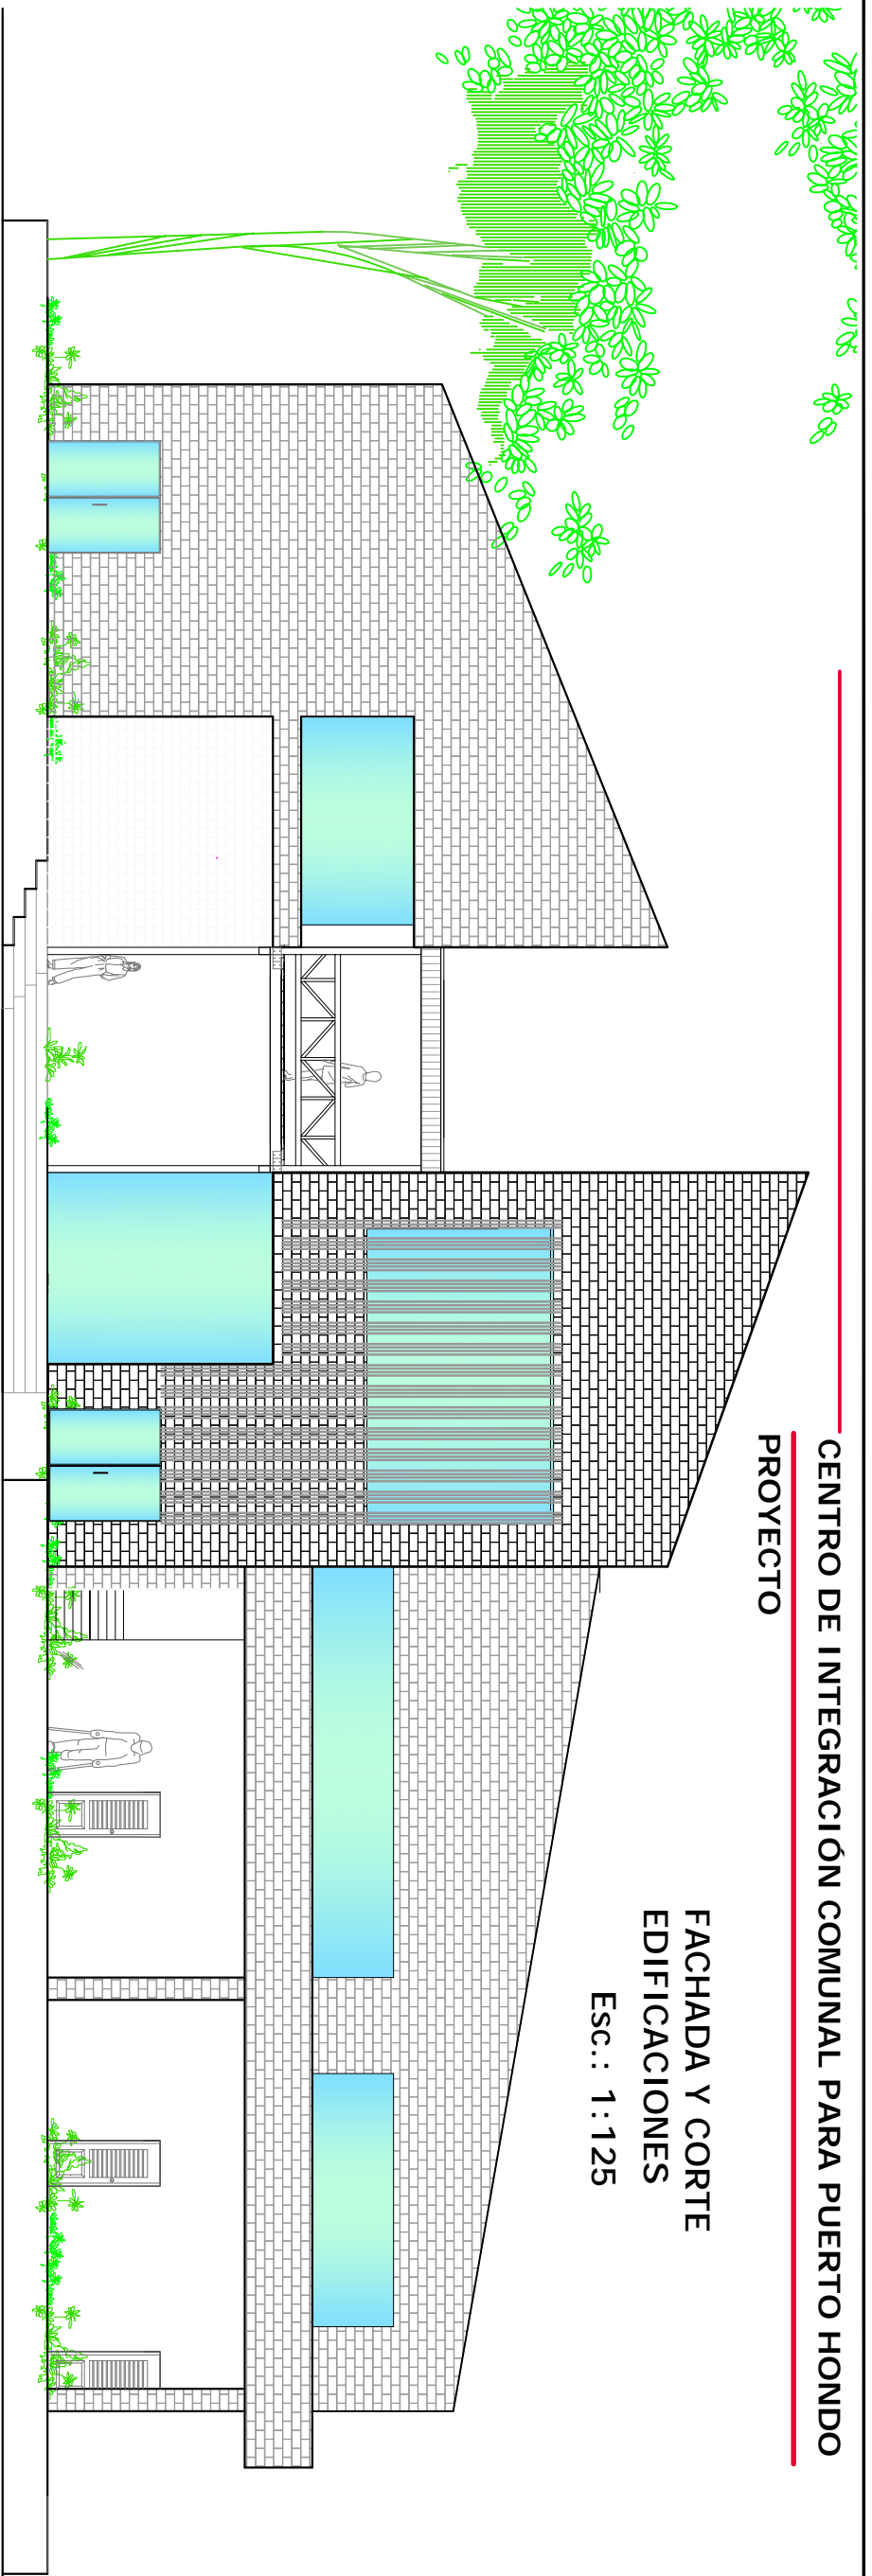 CENTRO DE INTEGRACIÓN COMUNAL PARA PUERTO HONDO
PROYECTO
FACHADA Y CORTE
EDIFICACIONES
Esc.: 1:125